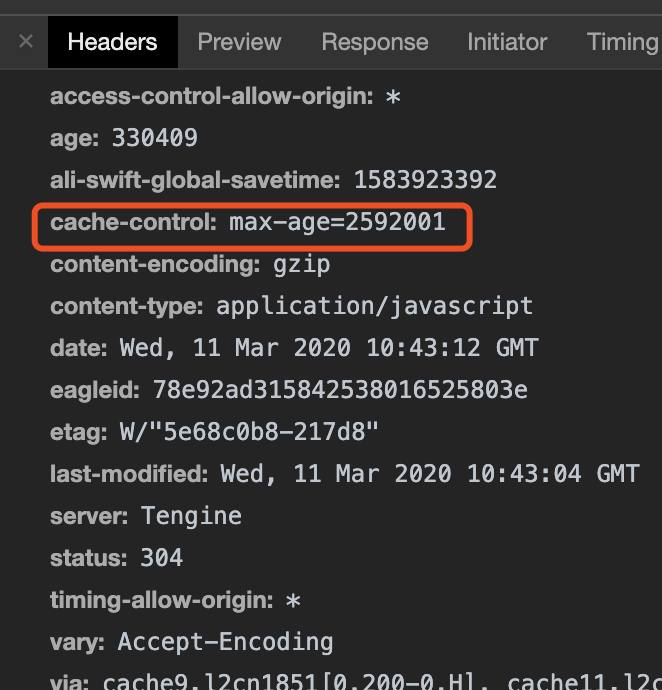 × Headers Preview Response Initiator Timing
access-control-allow-origin: *
age: 330409
ali-swift-global-savetime: 1583923392
cache-control: max-age=2592001
content-encoding: gzip
content-type: application/javascript
date: Wed, 11 Mar 2020 10:43:12 GMT
eagleid: 78e92ad315842538016525803e
etag: W/"5e68c0b8-217d8"
last-modified: Wed, 11 Mar 2020 10:43:04 GMT
server: Tengine
status: 304
timing-allow-origin: *
vary: Accept-Encoding
via: cache9.l2cn1851[0,200-0,H], cache11.l2c